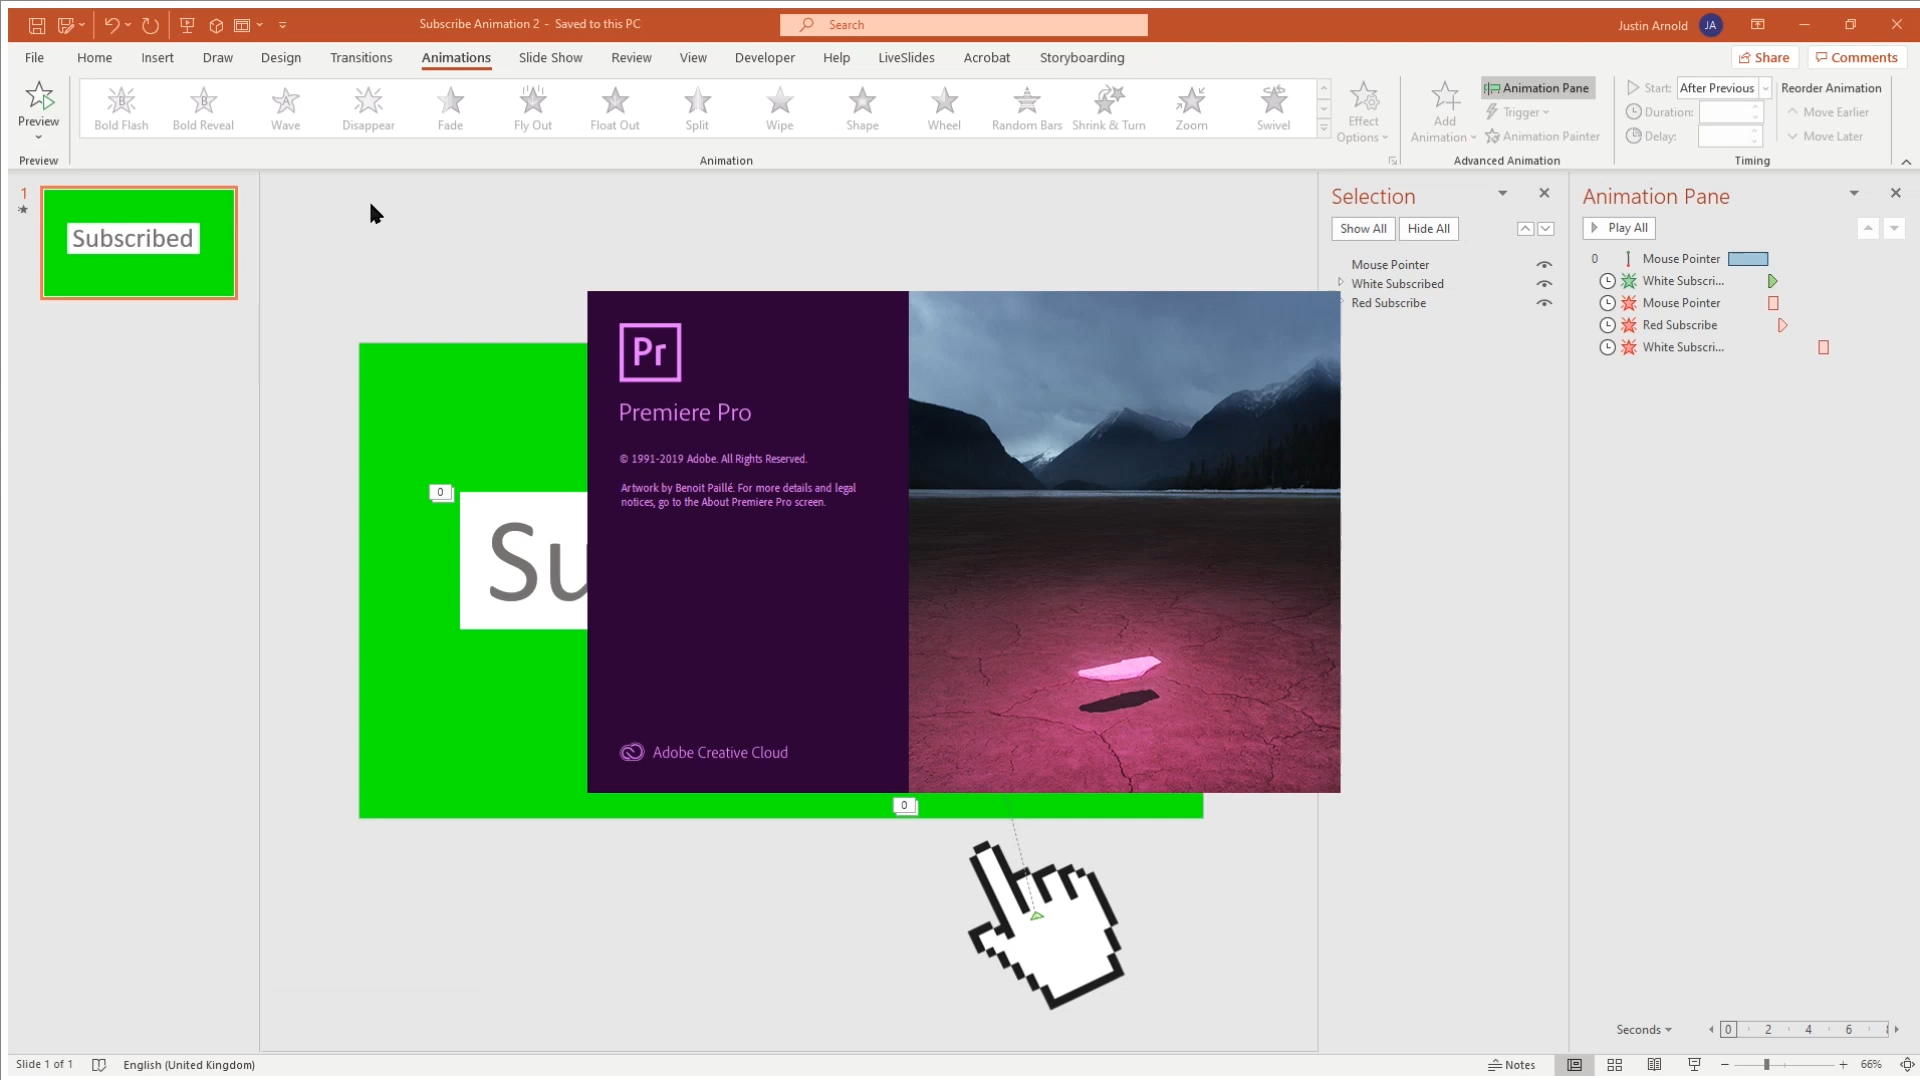 Subscribe Animation 2 - Saved to this PC
Search
Justin Arnold
JA
File Home Insert Draw Design Transitions Animations Slide Show Review View Developer Help LiveSlides Acrobat Storyboarding
Share
Comments
Preview
Bold Flash Bold Reveal Wave Disappear Fade Fly Out Float Out Split Wipe Shape Wheel Random Bars Shrink & Turn Zoom Swivel
Effect
Options
Add
Animation
Animation Pane
Trigger
Animation Painter
Start: After Previous
Duration:
Delay:
Reorder Animation
Move Earlier
Move Later
Preview
Animation
Advanced Animation
Timing
1
Subscribed
Selection
Show All
Hide All
Mouse Pointer
White Subscribed
Red Subscribe
Animation Pane
Play All
0 Mouse Pointer
White Subscri...
Mouse Pointer
Red Subscribe
White Subscri...
0
Su
Pr
Premiere Pro
© 1991-2019 Adobe. All Rights Reserved.
Artwork by Benoit Paillé. For more details and legal
notices, go to the About Premiere Pro screen.
Adobe Creative Cloud
0
Seconds
0 2 4 6
Slide 1 of 1
English (United Kingdom)
Notes
66%